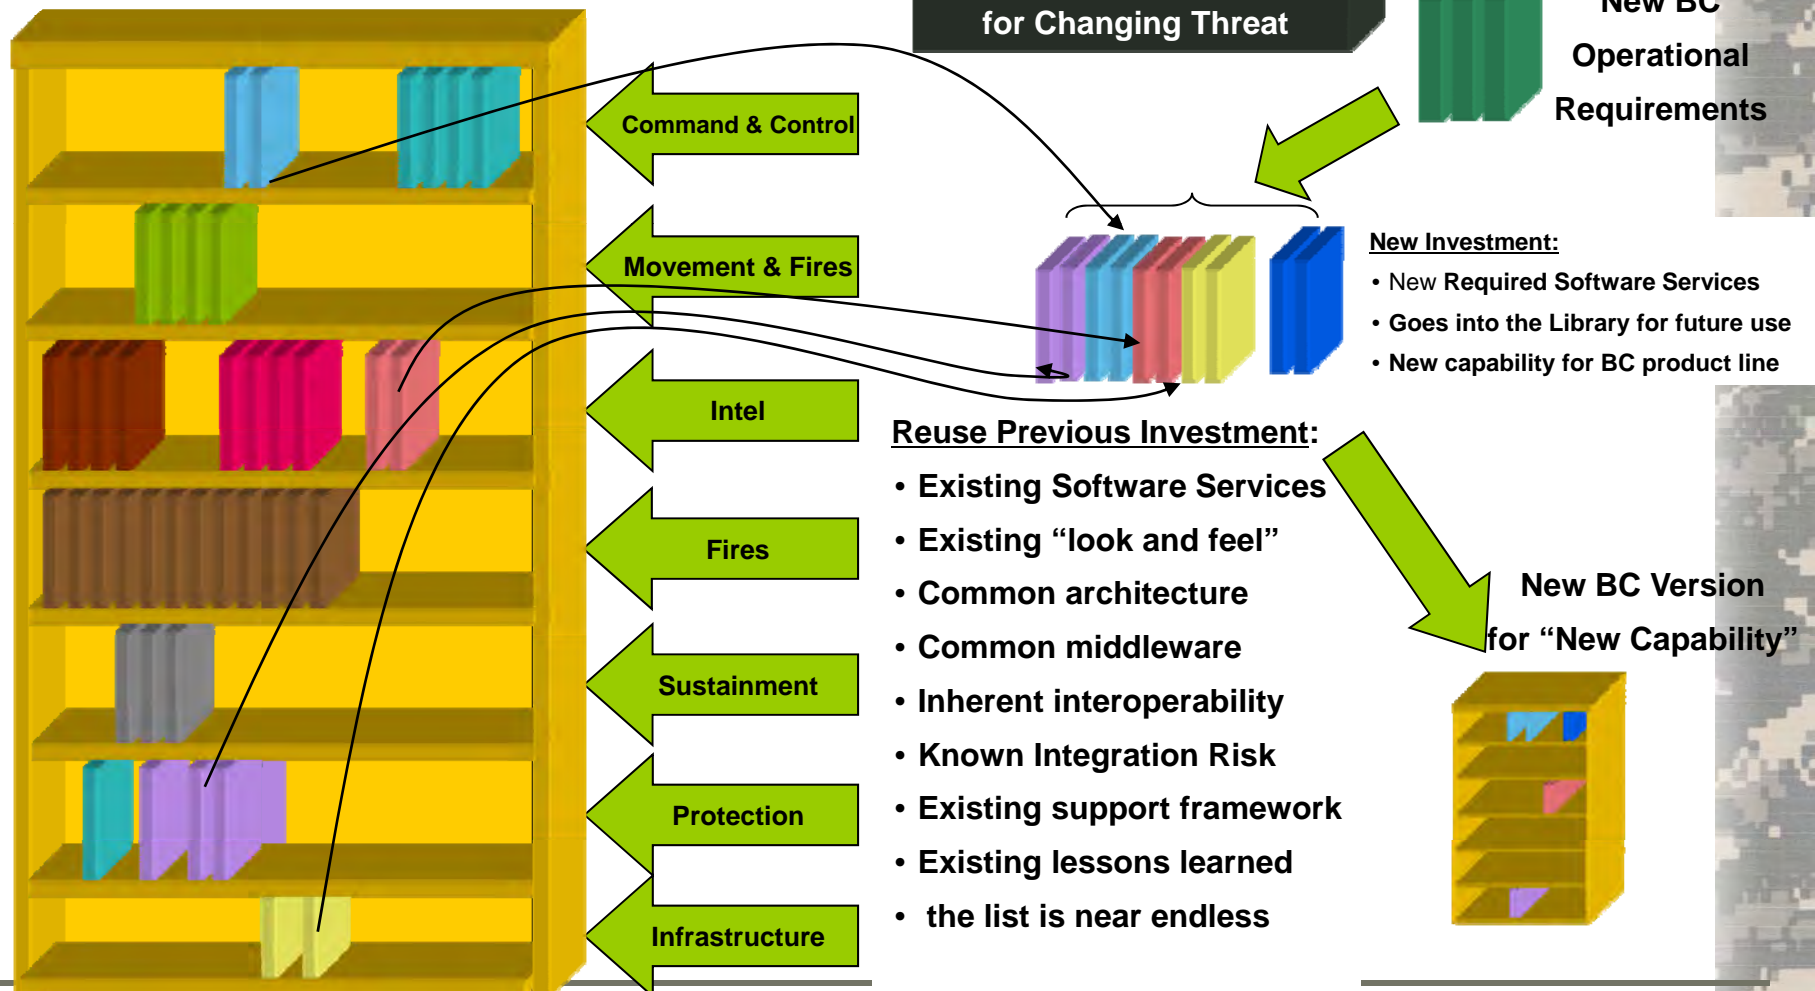 for Changing Threat
New BC
Operational
Requirements
Command & Control
Movement & Fires
Intel
Fires
Sustainment
Protection
Infrastructure
New Investment:
• New Required Software Services
• Goes into the Library for future use
• New capability for BC product line
Reuse Previous Investment:
• Existing Software Services
• Existing “look and feel”
• Common architecture
• Common middleware
• Inherent interoperability
• Known Integration Risk
• Existing support framework
• Existing lessons learned
• the list is near endless
New BC Version
for “New Capability”